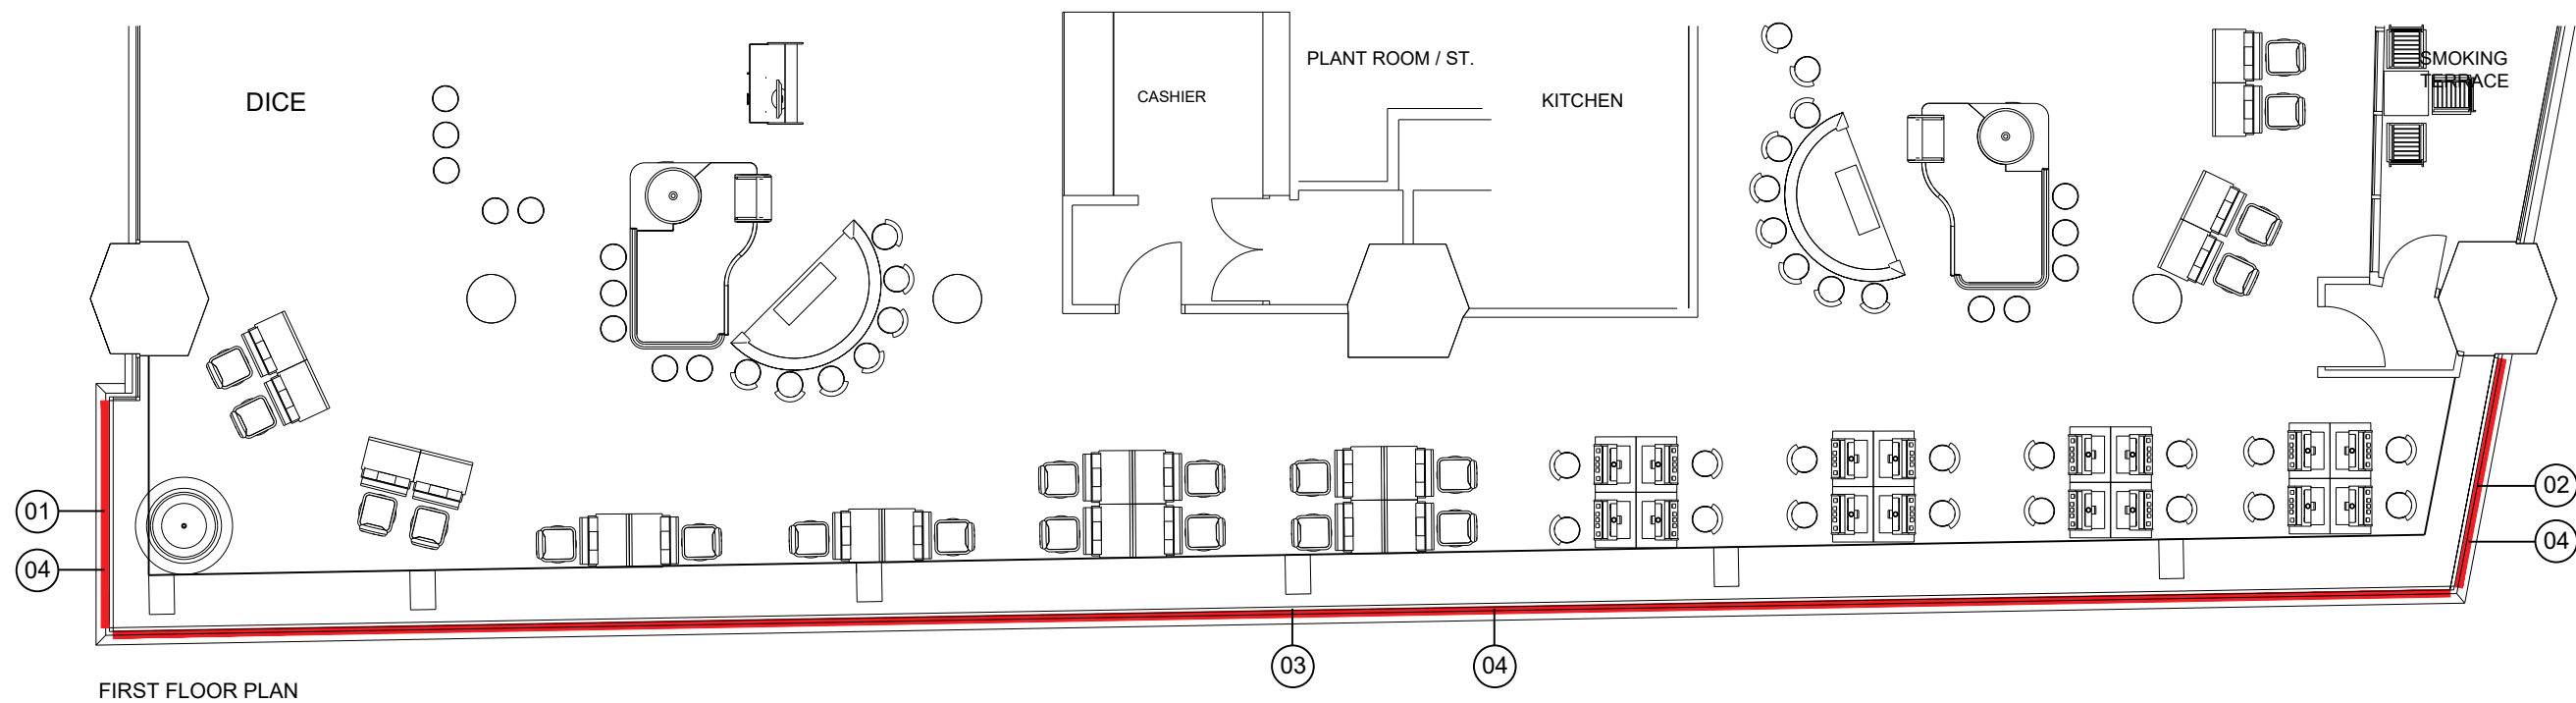 PLANT ROOM / ST.
SMOKING
TERRACE
DICE
CASHIER
KITCHEN
01
02
04
04
03
04
FIRST FLOOR PLAN